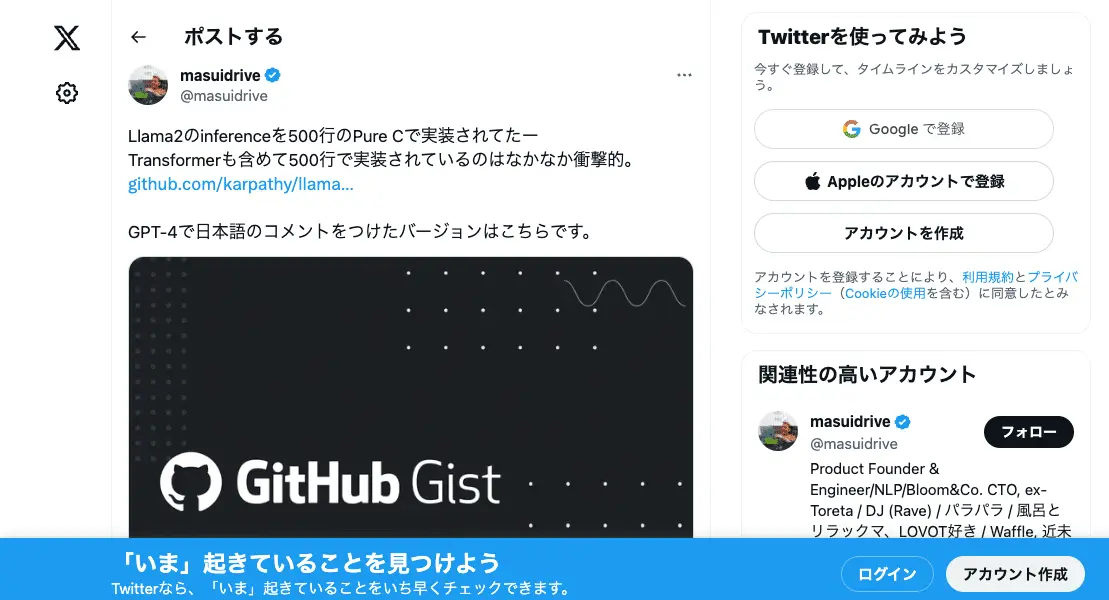 ポストする
masuidrive
@masuidrive
Llama2のinferenceを500行のPure Cで実装されてたー
Transformerも含めて500行で実装されているのはなかなか衝撃的。
github.com/karpathy/llama…
GPT-4で日本語のコメントをつけたバージョンはこちらです。
GitHub Gist
Twitterを使ってみよう
今すぐ登録して、タイムラインをカスタマイズしましょ
う。
Google で登録
Appleのアカウントで登録
アカウントを作成
アカウントを登録することにより、利用規約とプライバ
シーポリシー（Cookieの使用を含む）に同意したとみ
なされます。
関連性の高いアカウント
masuidrive
@masuidrive
フォロー
Product Founder &
Engineer/NLP/Bloom&Co. CTO, ex-
Toreta / DJ (Rave) / パラパラ / 風呂と
リラックマ、LOVOT好き / Waffle, 近未
「いま」起きていることを見つけよう
Twitterなら、「いま」起きていることをいち早くチェックできます。
ログイン
アカウント作成